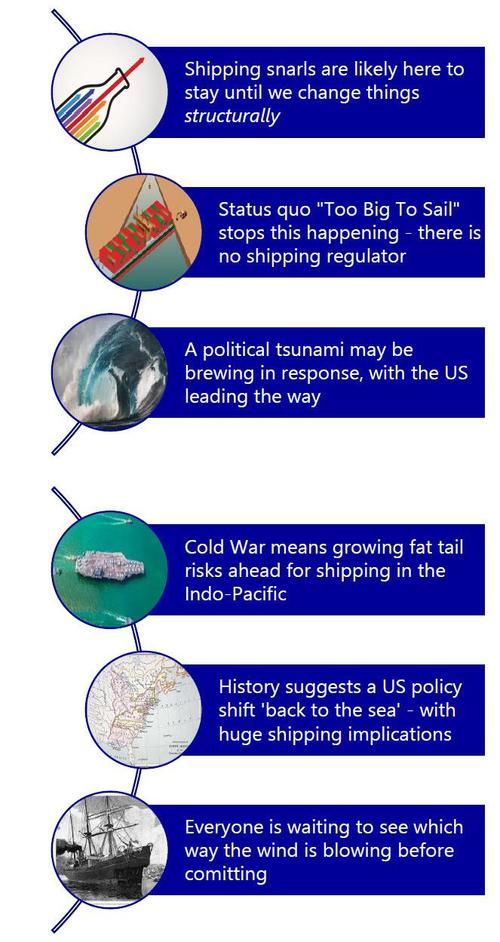 Shipping snarls are likely here to
stay until we change things
structurally
Status quo "Too Big To Sail"
stops this happening - there is
no shipping regulator
A political tsunami may be
brewing in response, with the US
leading the way
Cold War means growing fat tail
risks ahead for shipping in the
Indo-Pacific
History suggests a US policy
shift 'back to the sea' - with
huge shipping implications
Everyone is waiting to see which
way the wind is blowing before
comitting